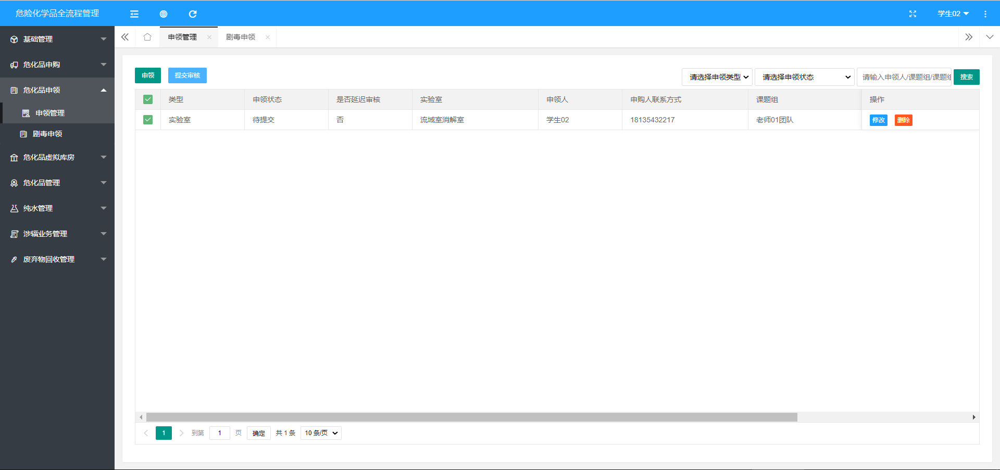 危险化学品全流程管理
学生02
基础管理
危化品申购
危化品申领
申领管理
剧毒申领
危化品虚拟库房
危化品管理
纯水管理
涉辐业务管理
废弃物回收管理
申领管理 剧毒申领
申领 提交审核 请选择申领类型 请选择申领状态 请输入申领人/课题组/课题组 搜索
类型 申领状态 是否延迟审核 实验室 申领人 申购人联系方式 课题组 操作
实验室 待提交 否 流域室消解室 学生02 18135432217 老师01团队 修改 删除
1 到第 1 页 确定 共 1 条 10 条/页